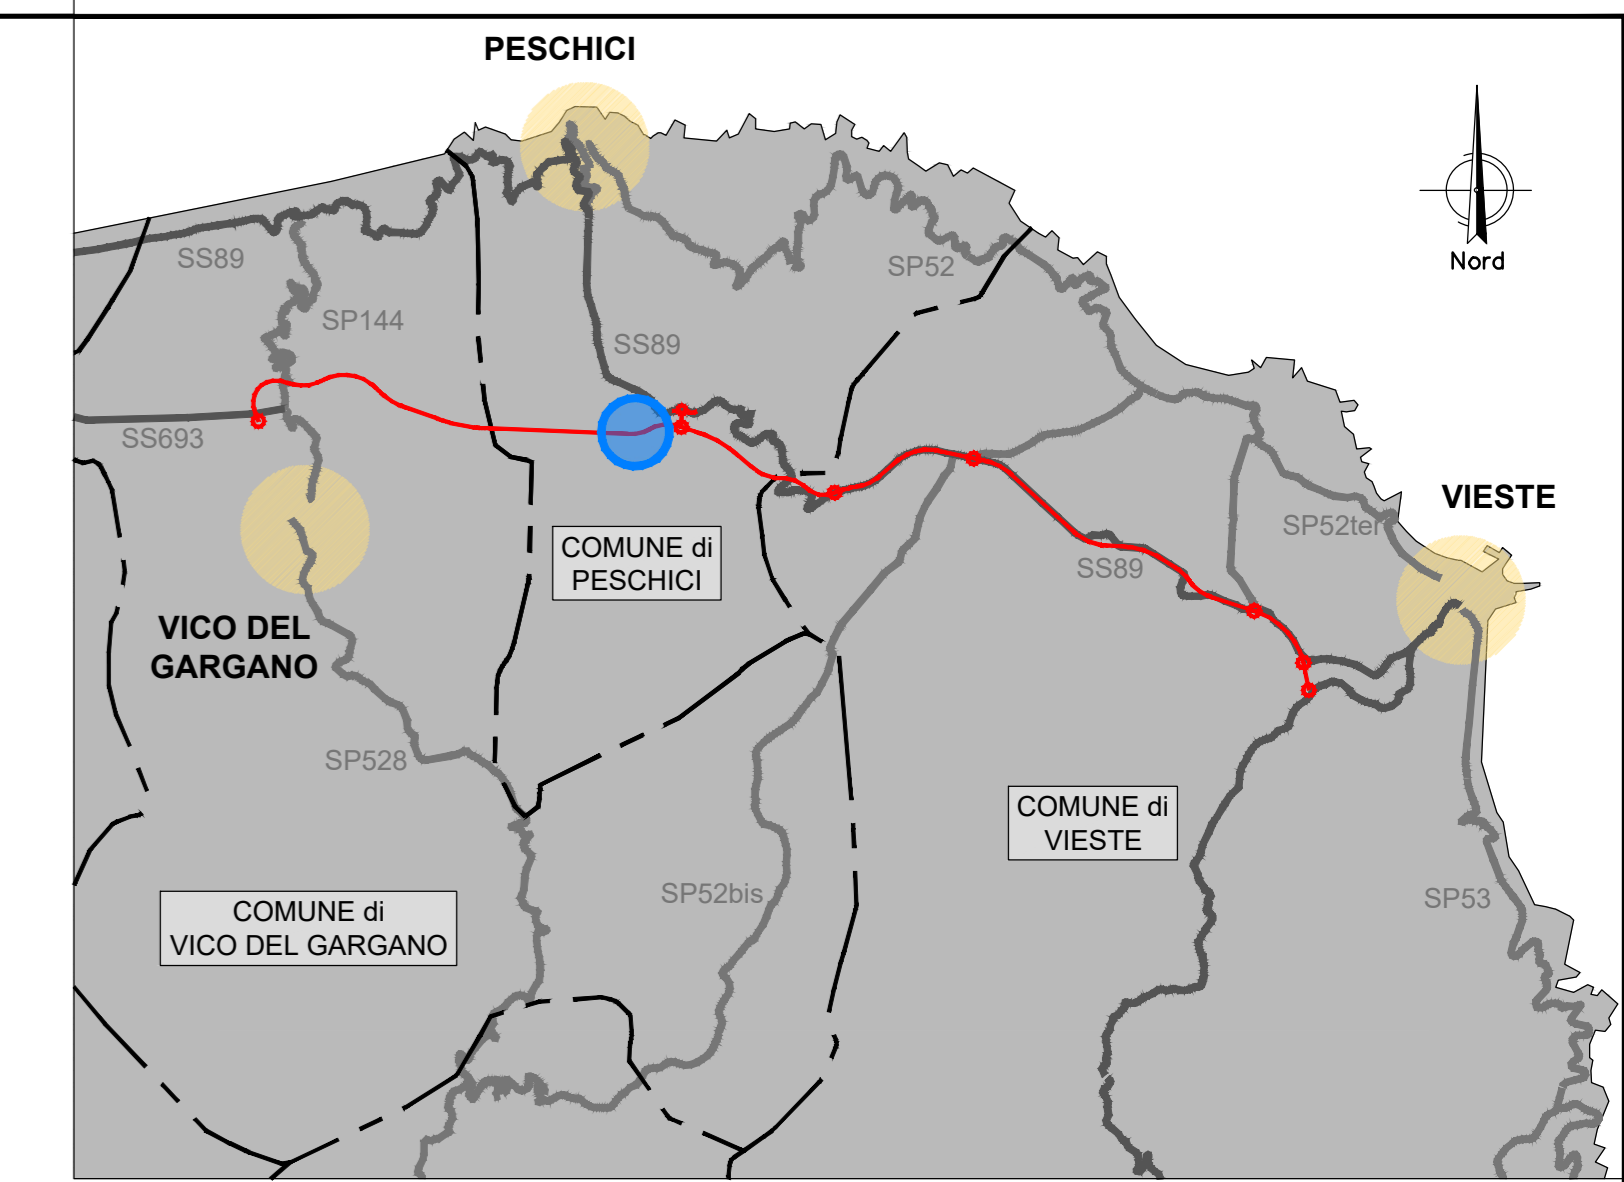 PESCHICI
Nord
SS89
SP52
SP144
SS89
SS693
VIESTE
SP52ter
COMUNE di
PESCHICI
SS89
VICO DEL
GARGANO
SP528
COMUNE di
VIESTE
SP52bis
SP53
COMUNE di
VICO DEL GARGANO